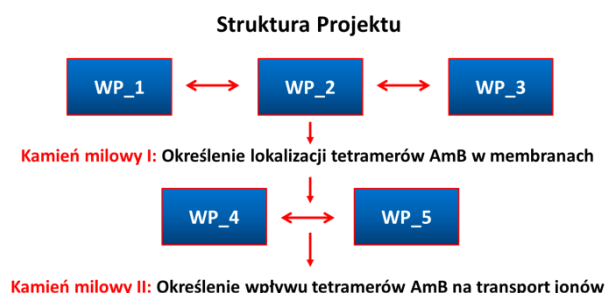 Struktura Projektu
WP_1 WP_2 WP_3
Kamień milowy I: Określenie lokalizacji tetramerów AmB w membranach
WP_4 WP_5
Kamień milowy II: Określenie wpływu tetramerów AmB na transport jonów